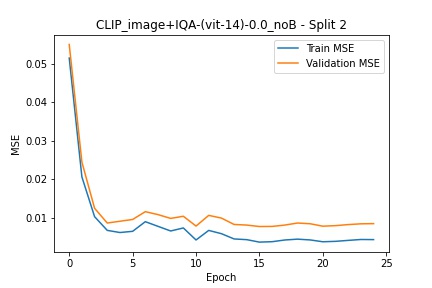 CLIP_image+IQA-(vit-14)-0.0_noB - Split 2
Train MSE
Validation MSE
0.05
0.04
0.03
0.02
0.01
MSE
0 5 10 15 20 25
Epoch